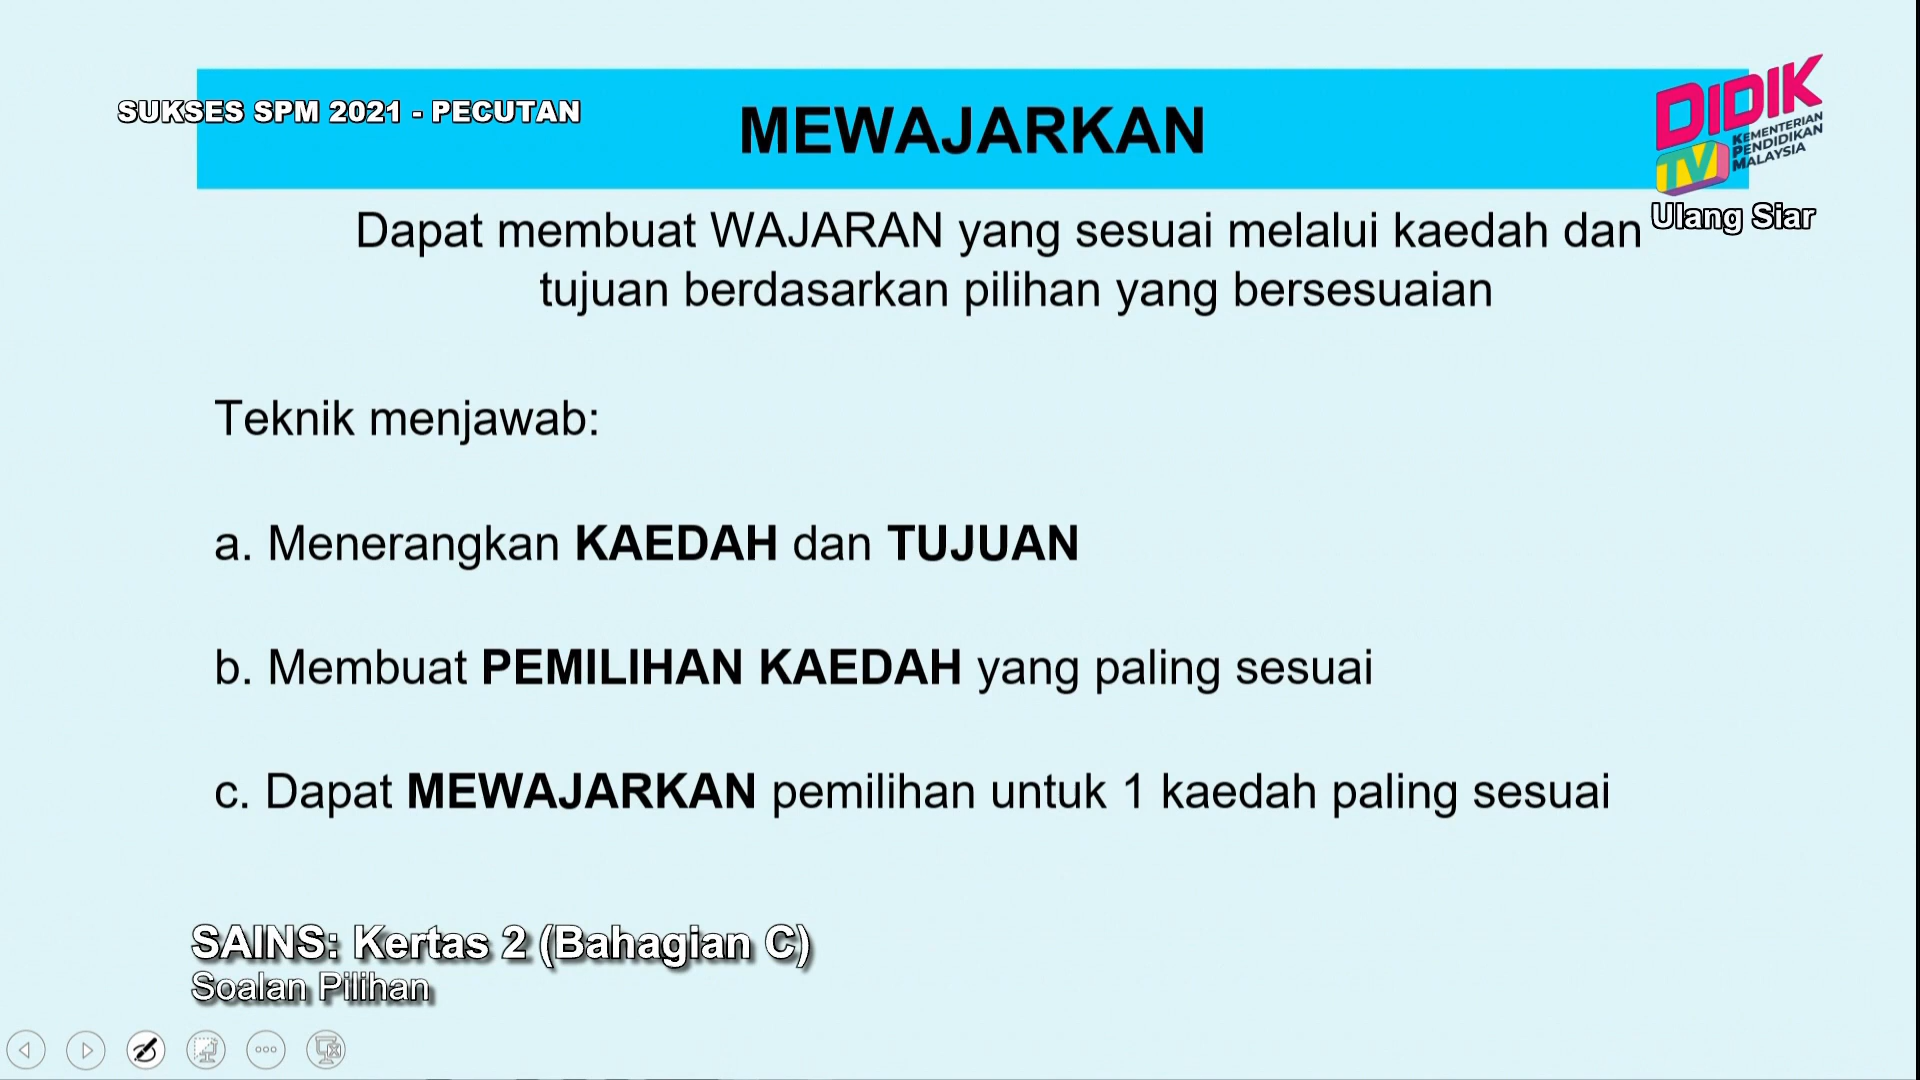 SUKSES SPM 2021 - PECUTAN
MEWAJARKAN
DIDIK
TV
KEMENTERIAN
PENDIDIKAN
MALAYSIA
Ulang Siar
Dapat membuat WAJARAN yang sesuai melalui kaedah dan
tujuan berdasarkan pilihan yang bersesuaian
Teknik menjawab:
a. Menerangkan KAEDAH dan TUJUAN
b. Membuat PEMILIHAN KAEDAH yang paling sesuai
c. Dapat MEWAJARKAN pemilihan untuk 1 kaedah paling sesuai
SAINS: Kertas 2 (Bahagian C)
Soalan Pilihan